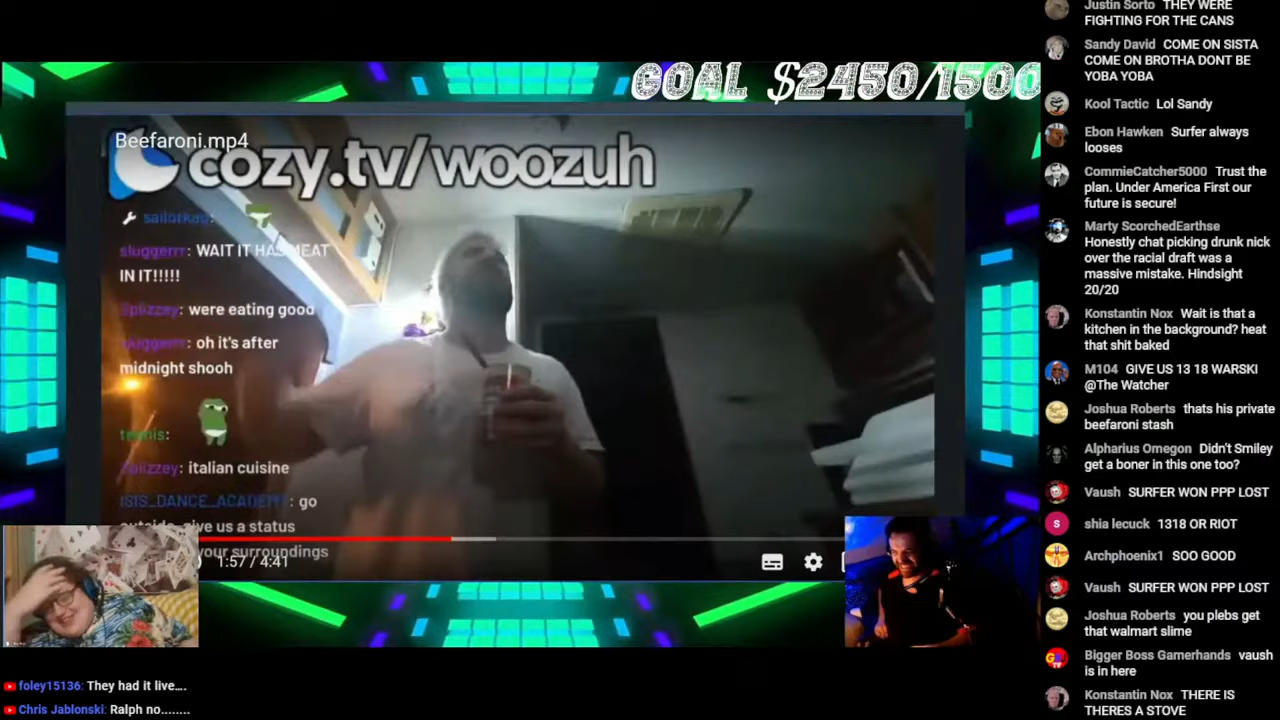 GOAL $2450/1500
Beefaroni.mp4
cozy.tv/woozuh
sluggerrr: WAIT IT HAS MEAT
IN IT!!!!!
were eating good
oh it's after
midnight shooh
italian cuisine
ISIS_DANCE_ACADEMY: go
outside, give us a status
your surroundings
1:57 / 4:41
foley15136: They had it live....
Chris Jablonski: Ralph no........
Justin Sorto THEY WERE
FIGHTING FOR THE CANS
Sandy David COME ON SISTA
COME ON BROTHA DONT BE
YOBA YOBA
Kool Tactic Lol Sandy
Ebon Hawken Surfer always
looses
CommieCatcher5000 Trust the
plan. Under America First our
future is secure!
Marty ScorchedEarthse
Honestly chat picking drunk nick
over the racial draft was a
massive mistake. Hindsight
20/20
Konstantin Nox Wait is that a
kitchen in the background? heat
that shit baked
M104 GIVE US 13 18 WARSKI
@The Watcher
Joshua Roberts thats his private
beefaroni stash
Alpharius Omegon Didn't Smiley
get a boner in this one too?
Vaush SURFER WON PPP LOST
S
shia lecuck 1318 OR RIOT
Archphoenix1 SOO GOOD
Vaush SURFER WON PPP LOST
Joshua Roberts you plebs get
that walmart slime
Bigger Boss Gamerhands vaush
is in here
Konstantin Nox THERE IS
THERES A STOVE